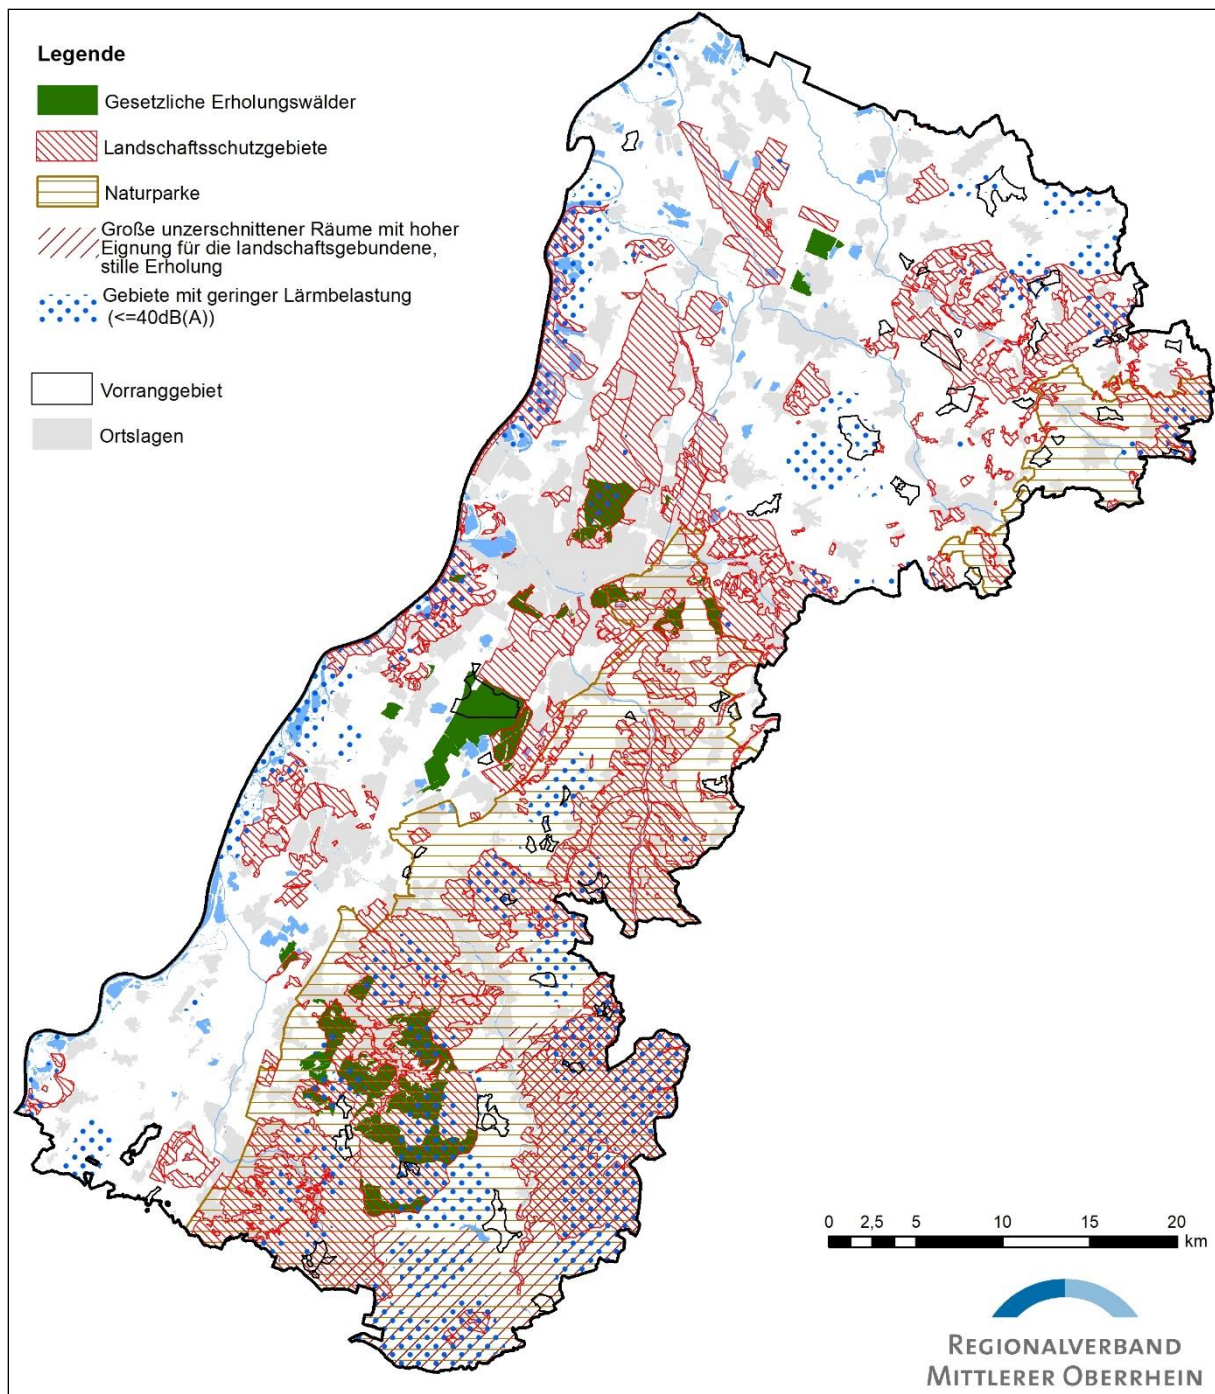 Legende
Gesetzliche Erholungswälder
Landschaftsschutzgebiete
Naturparke
Große unzerschnittener Räume mit hoher
Eignung für die landschaftsgebundene,
stille Erholung
Gebiete mit geringer Lärmbelastung
(<=40dB(A))
Vorranggebiet
Ortslagen
0 2,5 5 10 15 20
km
REGIONALVERBAND
MITTLERER OBERRHEIN